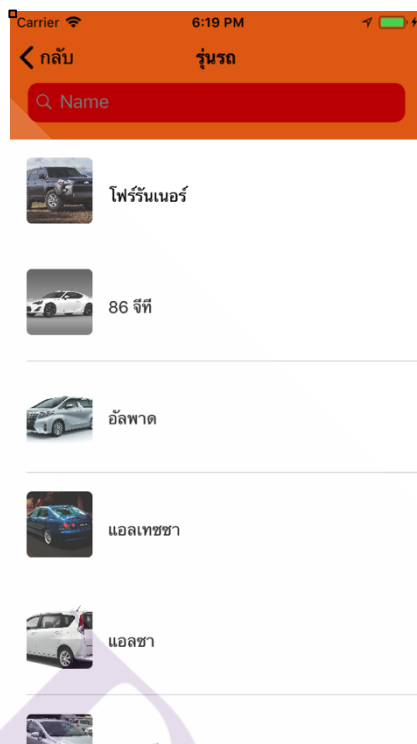 Carrier 6:19 PM
กลับ รุ่นรถ
Name
โฟร์รันเนอร์
86 จีที
อัลพาด
แอลเทซซา
แอลซา